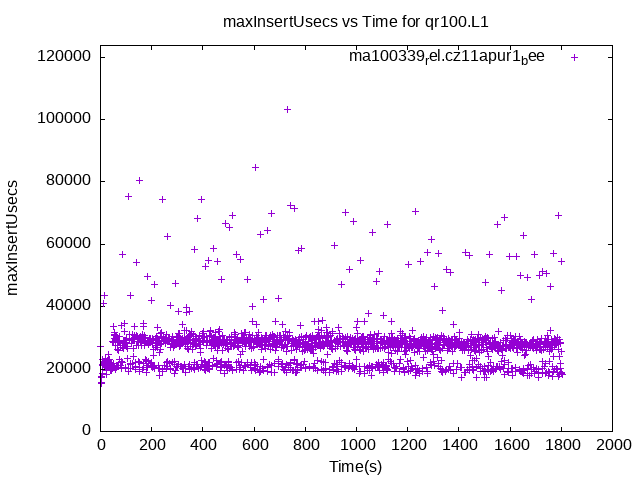 maxInsertUsecs vs Time for qr100.L1
ma100339_rel.cz11apur1_bee
120000
100000
80000
60000
40000
20000
0
maxInsertUsecs
0 200 400 600 800 1000 1200 1400 1600 1800 2000
Time(s)